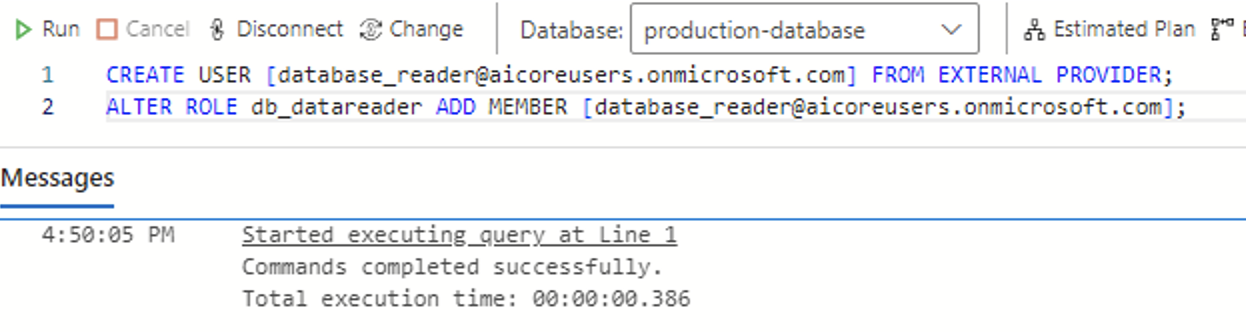 Run Cancel Disconnect Change Database: production-database Estimated Plan
1 CREATE USER [database_reader@aicoreusers.onmicrosoft.com] FROM EXTERNAL PROVIDER;
2 ALTER ROLE db_datareader ADD MEMBER [database_reader@aicoreusers.onmicrosoft.com];
Messages
4:50:05 PM Started executing query at Line 1
Commands completed successfully.
Total execution time: 00:00:00.386